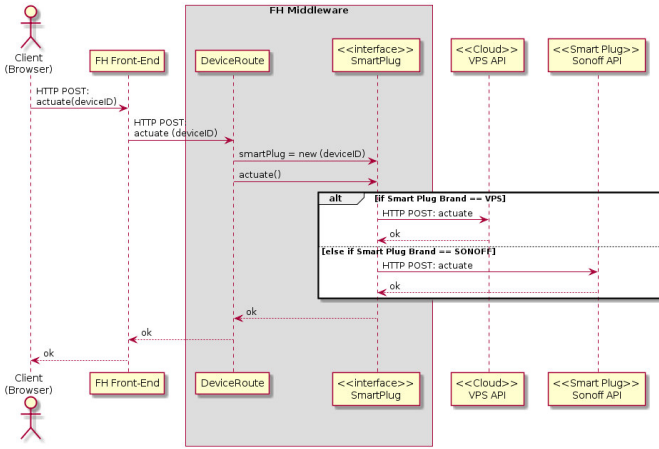 FH Middleware
Client
(Browser)
FH Front-End
DeviceRoute
<<interface>>
SmartPlug
<<Cloud>>
VPS API
<<Smart Plug>>
Sonoff API
HTTP POST:
actuate(deviceID)
HTTP POST:
actuate (deviceID)
smartPlug = new (deviceID)
actuate()
alt
[if Smart Plug Brand == VPS]
HTTP POST: actuate
ok
[else if Smart Plug Brand == SONOFF]
HTTP POST: actuate
ok
ok
ok
ok
Client
(Browser)
FH Front-End
DeviceRoute
<<interface>>
SmartPlug
<<Cloud>>
VPS API
<<Smart Plug>>
Sonoff API